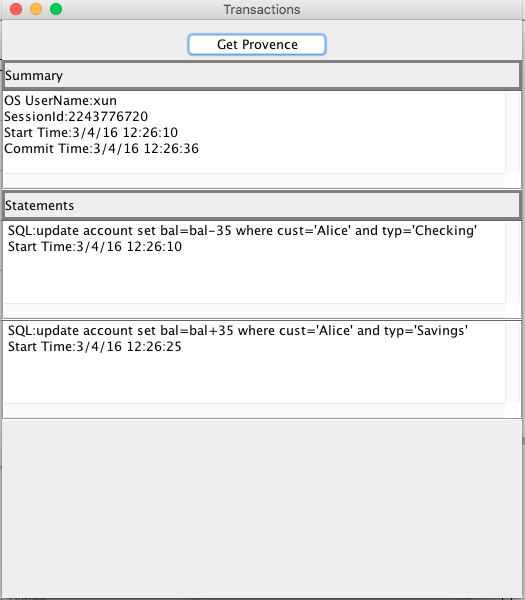 Transactions
Get Provence
Summary
OS UserName:xun
SessionId:2243776720
Start Time:3/4/16 12:26:10
Commit Time:3/4/16 12:26:36
Statements
SQL:update account set bal=bal-35 where cust='Alice' and typ='Checking'
Start Time:3/4/16 12:26:10
SQL:update account set bal=bal+35 where cust='Alice' and typ='Savings'
Start Time:3/4/16 12:26:25